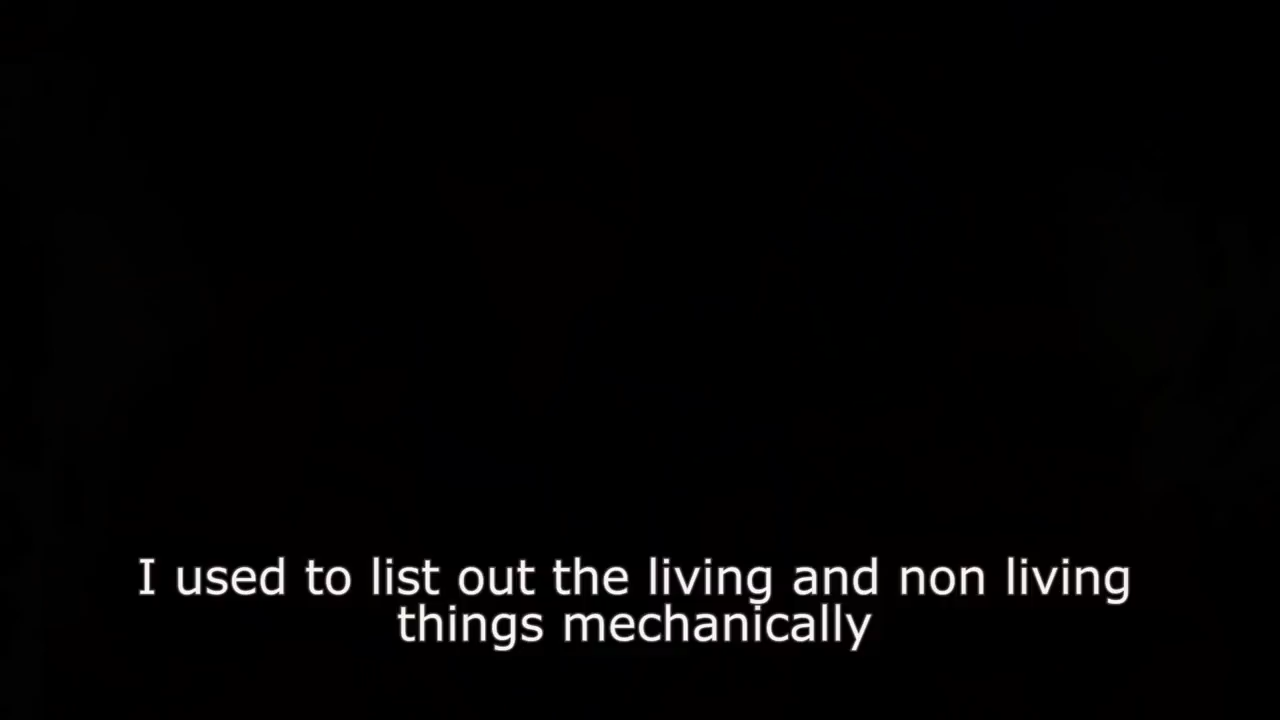 I used to list out the living and non living
things mechanically